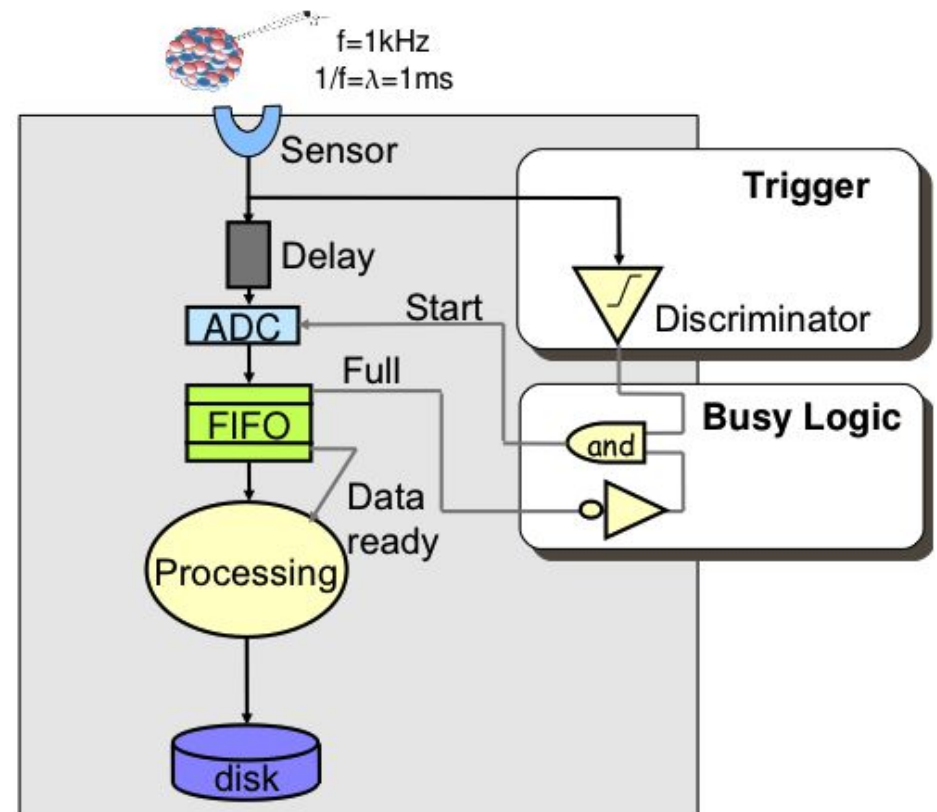 f=1kHz
1/f=λ=1ms
Sensor
Trigger
Delay
Start
Discriminator
ADC
Full
Busy Logic
FIFO
and
Data
ready
Processing
disk